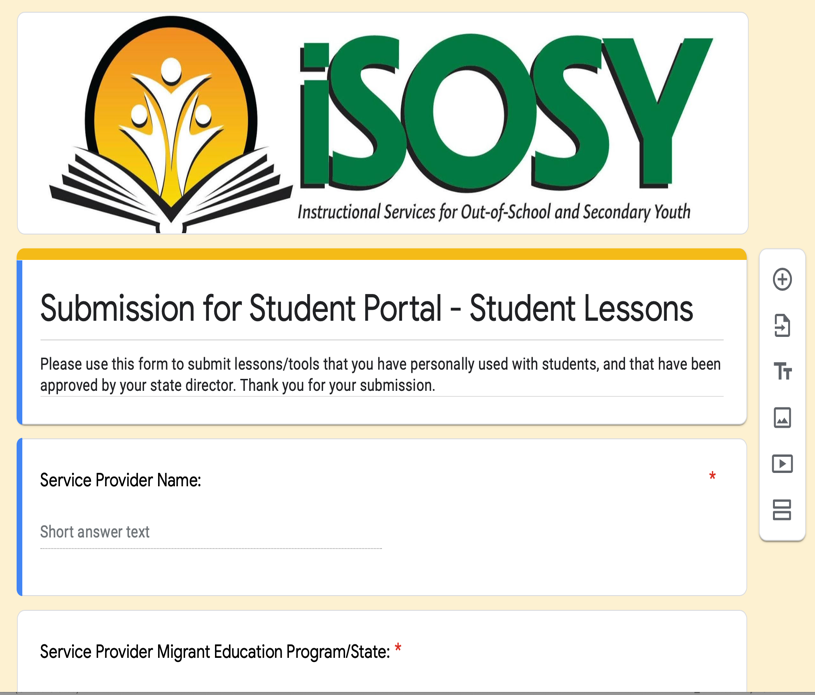 iSOSY
Instructional Services for Out-of-School and Secondary Youth
Submission for Student Portal - Student Lessons
Please use this form to submit lessons/tools that you have personally used with students, and that have been
approved by your state director. Thank you for your submission.
Service Provider Name: *
Short answer text
Service Provider Migrant Education Program/State: *